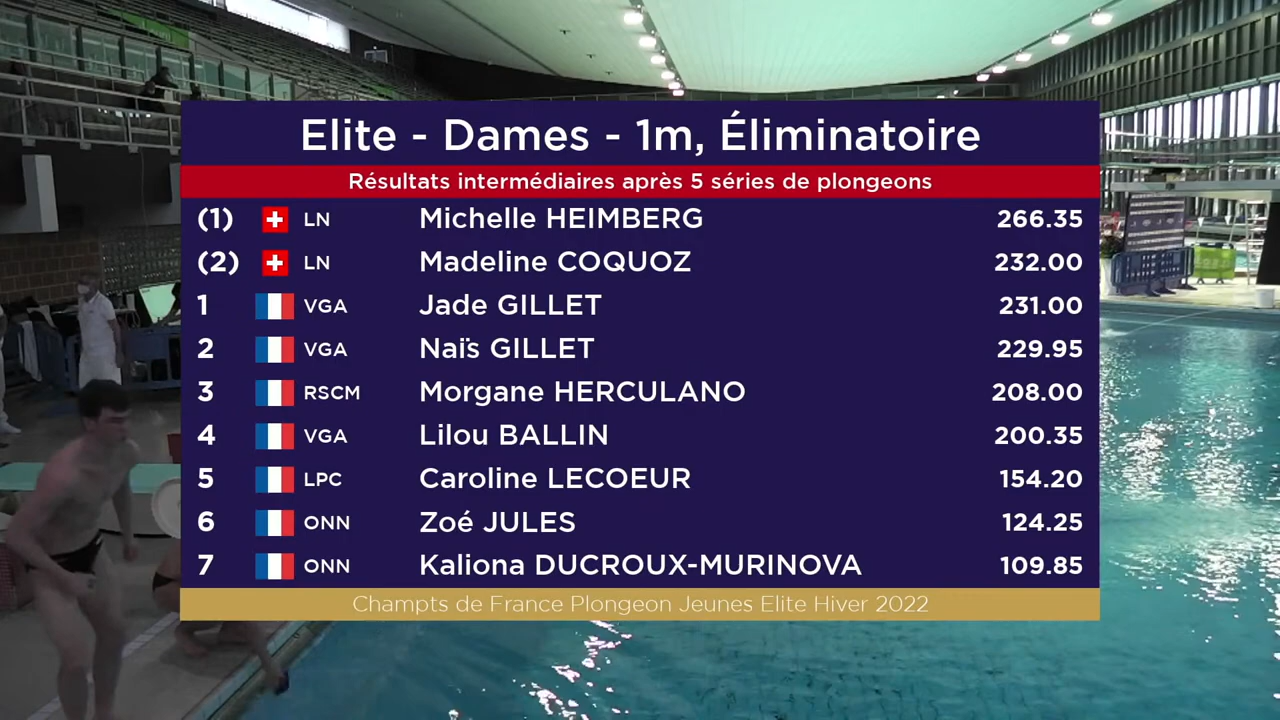 Elite - Dames - 1m, Éliminatoire
Résultats intermédiaires après 5 séries de plongeons
(1) LN Michelle HEIMBERG 266.35
(2) LN Madeline COQUOZ 232.00
1 VGA Jade GILLET 231.00
2 VGA Naïs GILLET 229.95
3 RSCM Morgane HERCULANO 208.00
4 VGA Lilou BALLIN 200.35
5 LPC Caroline LECOEUR 154.20
6 ONN Zoé JULES 124.25
7 ONN Kaliona DUCROUX-MURINOVA 109.85
Champts de France Plongeon Jeunes Elite Hiver 2022